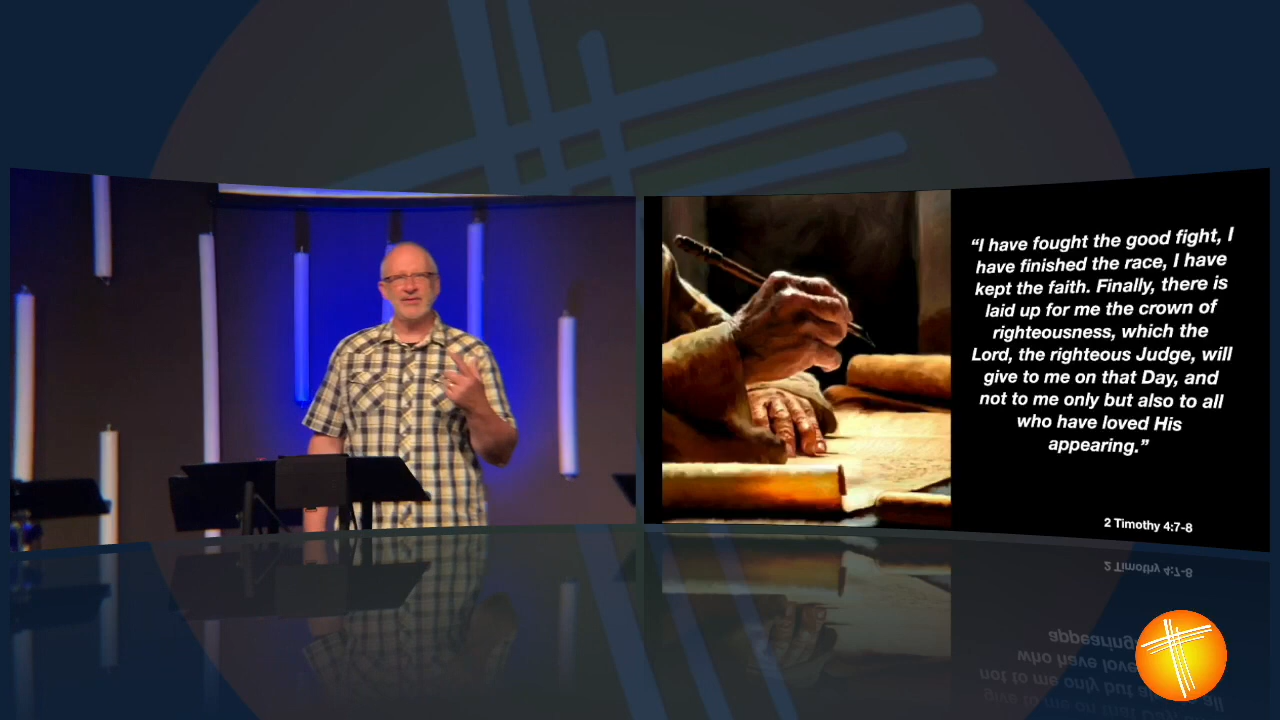 “I have fought the good fight, I
have finished the race, I have
kept the faith. Finally, there is
laid up for me the crown of
righteousness, which the
Lord, the righteous Judge, will
give to me on that Day, and
not to me only but also to all
who have loved His
appearing.”
2 Timothy 4:7-8